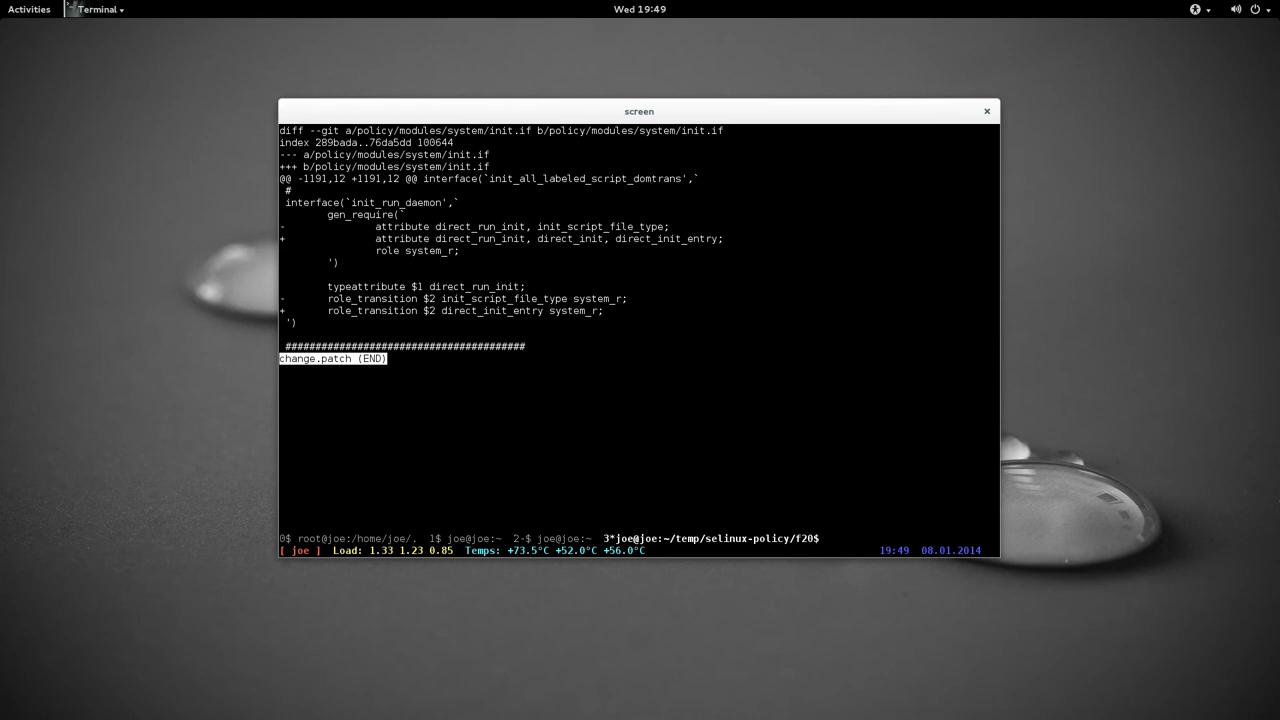 Activities Terminal Wed 19:49
screen ×
diff --git a/policy/modules/system/init.if b/policy/modules/system/init.if
index 289bada..76da5dd 100644
--- a/policy/modules/system/init.if
+++ b/policy/modules/system/init.if
@@ -1191,12 +1191,12 @@ interface(`init_all_labeled_script_domtrans',`
 #
 interface(`init_run_daemon',`
        gen_require(`
-               attribute direct_run_init, init_script_file_type;
+               attribute direct_run_init, direct_init, direct_init_entry;
                role system_r;
        ')
        typeattribute $1 direct_run_init;
-       role_transition $2 init_script_file_type system_r;
+       role_transition $2 direct_init_entry system_r;
 ')
 ########################################
change.patch (END)
0$ root@joe:/home/joe/.  1$ joe@joe:~  2-$ joe@joe:~  3*joe@joe:~/temp/selinux-policy/f20$
[ joe ]  Load: 1.33 1.23 0.85  Temps: +73.5°C +52.0°C +56.0°C 19:49  08.01.2014